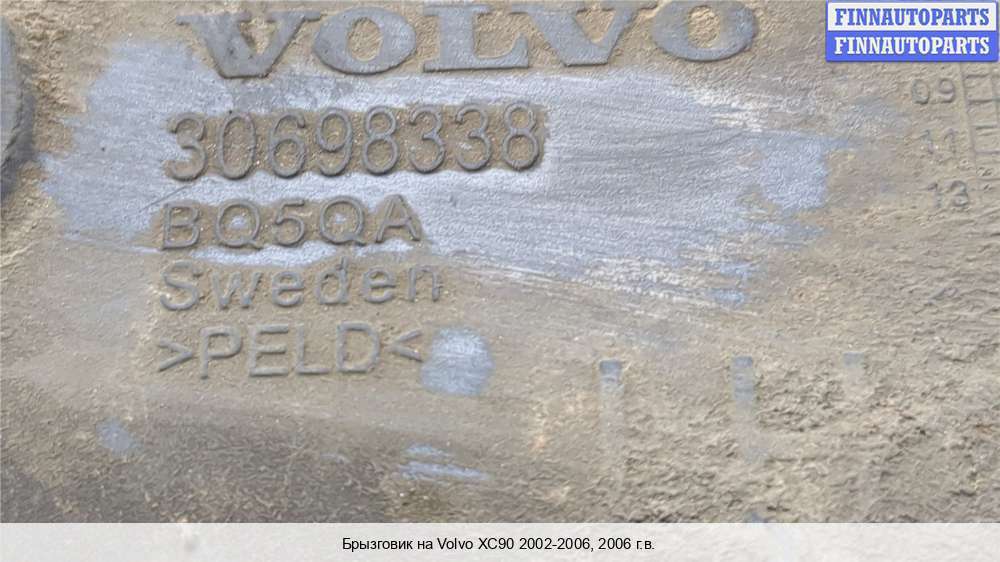 VOLVO
30698338
BQ5QA
Sweden
>PELD<
FINNAUTOPARTS
FINNAUTOPARTS
09
11
13
Брызговик на Volvo XC90 2002-2006, 2006 г.в.